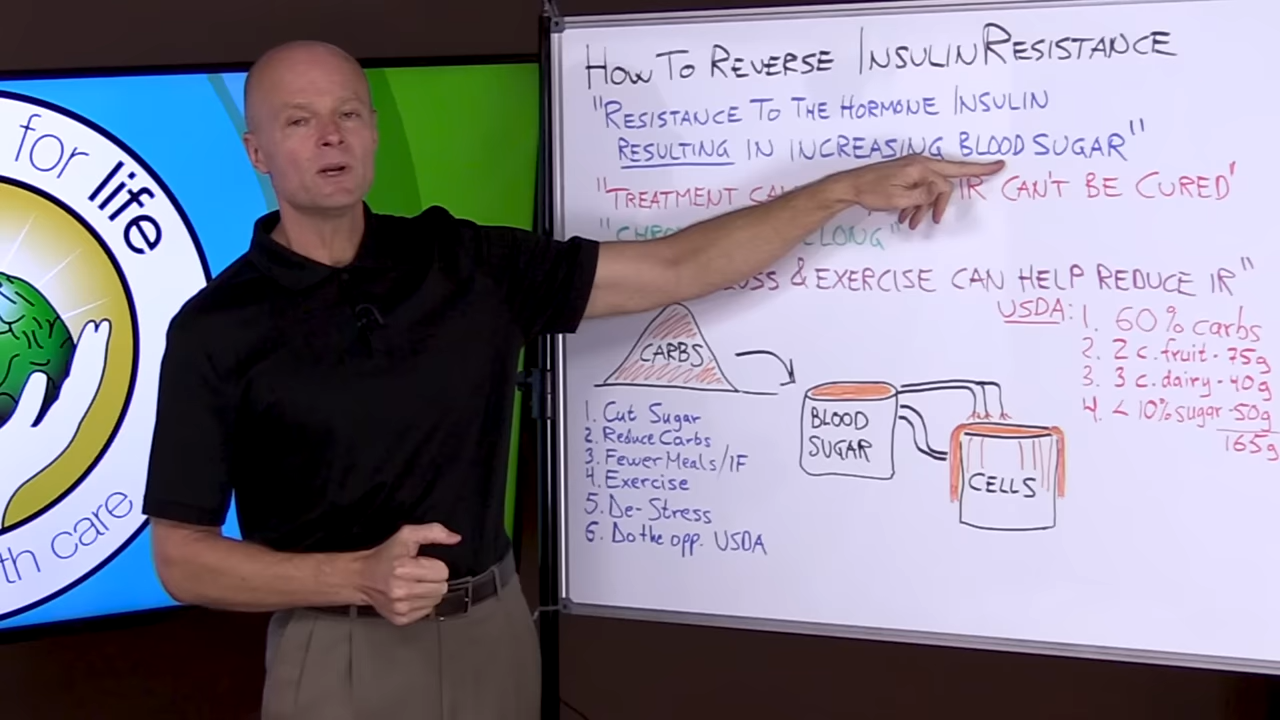 for life
th care
How To Reverse Insulin Resistance
"Resistance To The Hormone Insulin
Resulting in increasing Blood Sugar"
"Treatment IR can't be cured'
long"
& exercise can help reduce IR"
USDA: 1. 60% carbs
2. 2 c. fruit - 75g
3. 3 c. dairy - 40g
4. < 10% sugar - 50g
165g
CARBS
1. Cut Sugar
2. Reduce Carbs
3. Fewer Meals/IF
4. Exercise
5. De-Stress
6. Do the opp. USDA
BLOOD
SUGAR
CELLS